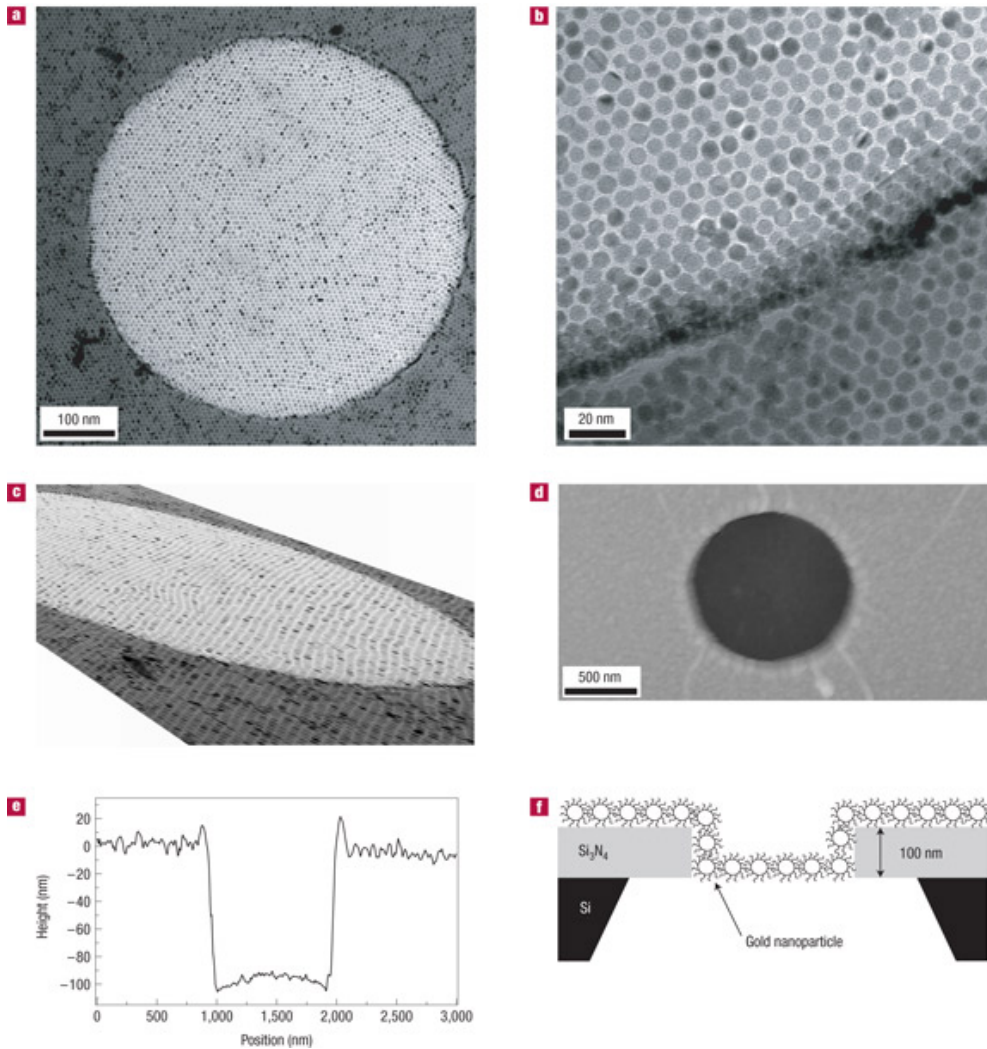 a
b
100 nm
20 nm
c
d
500 nm
e
20
0
−20
−40
−60
−80
−100
Height (nm)
0
500
1,000
1,500
2,000
2,500
3,000
Position (nm)
f
Si3N4
100 nm
Si
Gold nanoparticle